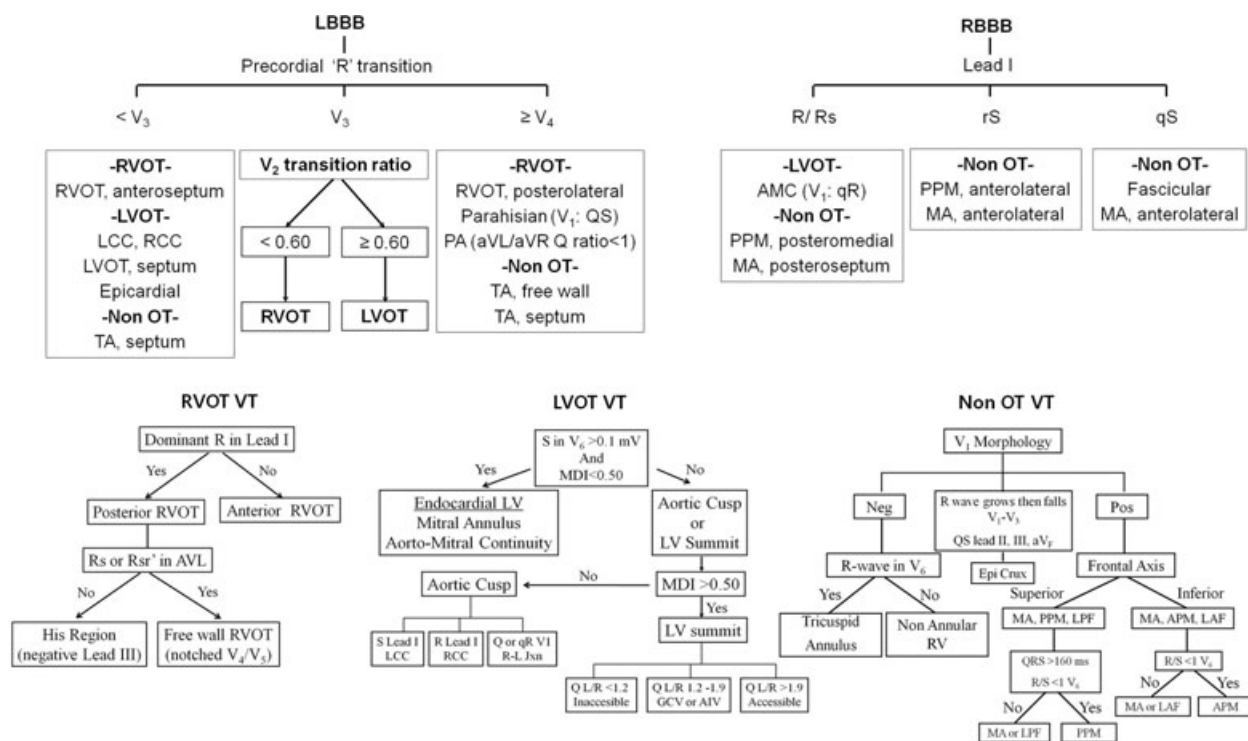 LBBB
Precordial ‘R’ transition
< V3
V3
≥ V4
-RVOT-
RVOT, anteroseptum
-LVOT-
LCC, RCC
LVOT, septum
Epicardial
-Non OT-
TA, septum
V2 transition ratio
< 0.60
≥ 0.60
RVOT
LVOT
-RVOT-
RVOT, posterolateral
Parahisian (V1: QS)
PA (aVL/aVR Q ratio<1)
-Non OT-
TA, free wall
TA, septum
RBBB
Lead I
R/ Rs
rS
qS
-LVOT-
AMC (V1: qR)
-Non OT-
PPM, posteromedial
MA, posteroseptum
-Non OT-
PPM, anterolateral
MA, anterolateral
-Non OT-
Fascicular
MA, anterolateral
RVOT VT
Dominant R in Lead I
Yes
No
Posterior RVOT
Anterior RVOT
Rs or Rsr’ in AVL
No
Yes
His Region
(negative Lead III)
Free wall RVOT
(notched V4/V5)
LVOT VT
S in V6 >0.1 mV
And
MDI<0.50
Yes
No
Endocardial LV
Mitral Annulus
Aorto-Mitral Continuity
Aortic Cusp
or
LV Summit
Aortic Cusp
No
MDI >0.50
Yes
S Lead I
LCC
R Lead I
RCC
Q or qR V1
R-L Jxn
LV summit
Q L/R <1.2
Inaccesible
Q L/R 1.2 -1.9
GCV or AIV
Q L/R >1.9
Accessible
Non OT VT
V1 Morphology
Neg
R wave grows then falls
V1-V3
QS lead II, III, aVF
Pos
R-wave in V6
Epi Crux
Frontal Axis
Yes
No
Superior
Inferior
Tricuspid
Annulus
Non Annular
RV
MA, PPM, LPF
MA, APM, LAF
QRS >160 ms
R/S <1 V6
R/S <1 V6
No
Yes
No
Yes
MA or LPF
PPM
MA or LAF
APM